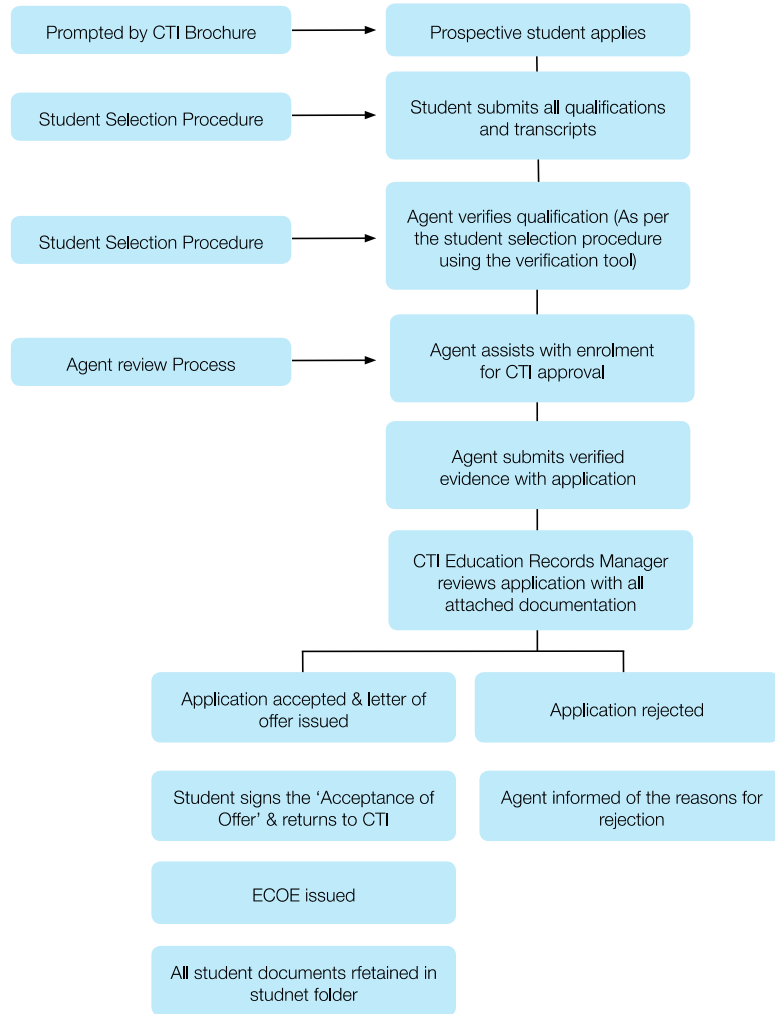 Prompted by CTI Brochure
Prospective student applies
Student Selection Procedure
Student submits all qualifications
and transcripts
Student Selection Procedure
Agent verifies qualification (As per
the student selection procedure
using the verification tool)
Agent review Process
Agent assists with enrolment
for CTI approval
Agent submits verified
evidence with application
CTI Education Records Manager
reviews application with all
attached documentation
Application accepted & letter of
offer issued
Application rejected
Student signs the ‘Acceptance of
Offer’ & returns to CTI
Agent informed of the reasons for
rejection
ECOE issued
All student documents rfetained in
studnet folder